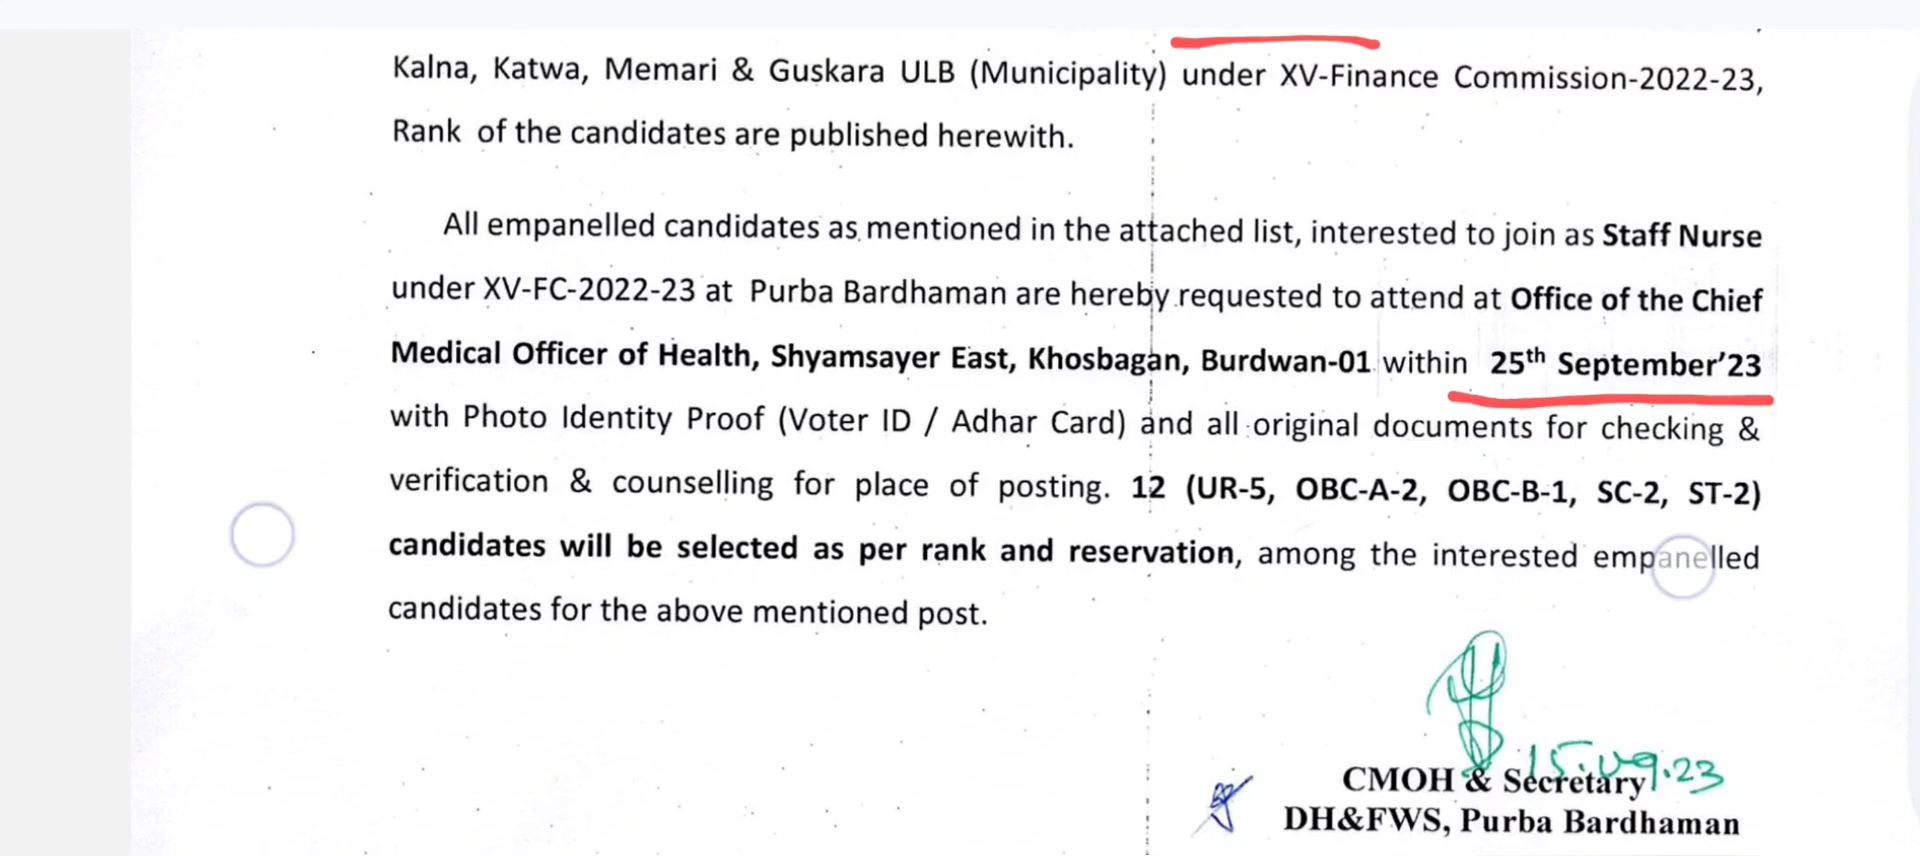 Kalna, Katwa, Memari & Guskara ULB (Municipality) under XV-Finance Commission-2022-23,
Rank of the candidates are published herewith.
All empanelled candidates as mentioned in the attached list, interested to join as Staff Nurse
under XV-FC-2022-23 at Purba Bardhaman are hereby requested to attend at Office of the Chief
Medical Officer of Health, Shyamsayer East, Khosbagan, Burdwan-01 within 25th September'23
with Photo Identity Proof (Voter ID / Adhar Card) and all original documents for checking &
verification & counselling for place of posting. 12 (UR-5, OBC-A-2, OBC-B-1, SC-2, ST-2)
candidates will be selected as per rank and reservation, among the interested empanelled
candidates for the above mentioned post.
15.09.23
CMOH & Secretary
DH&FWS, Purba Bardhaman